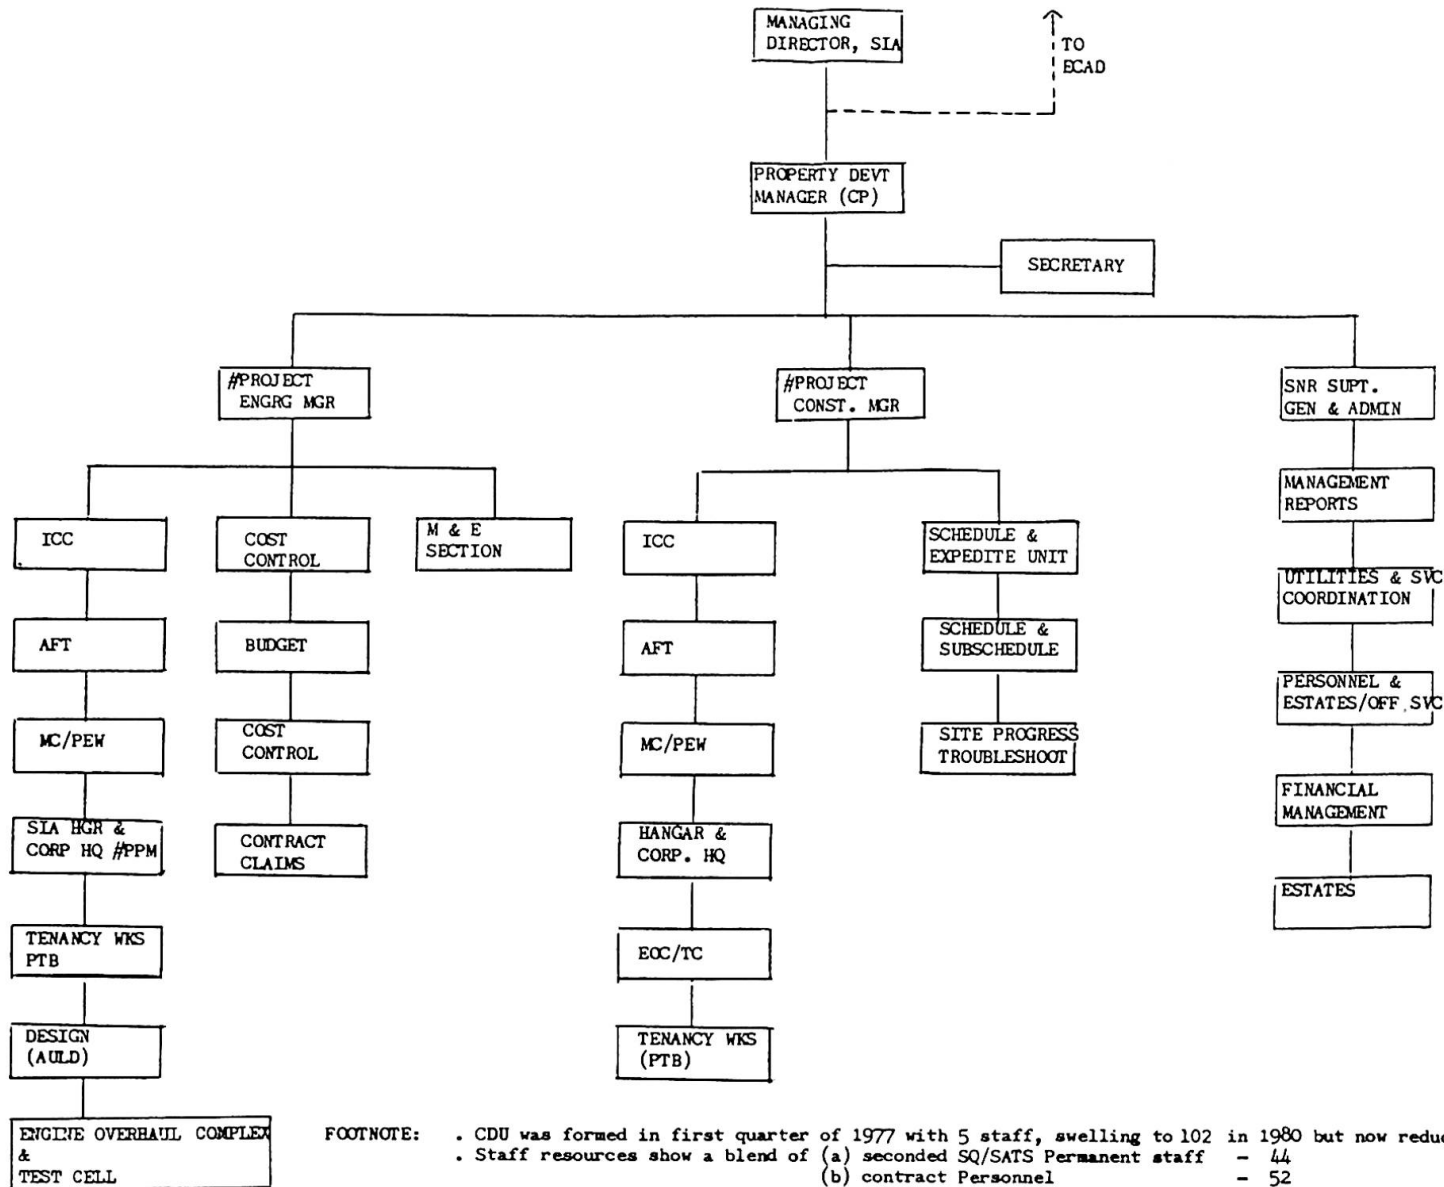 MANAGING
DIRECTOR, SIA
TO
ECAD
PROPERTY DEVT
MANAGER (CP)
SECRETARY
#PROJECT
ENGRG MGR
#PROJECT
CONST. MGR
SNR SUPT.
GEN & ADMIN
ICC
COST
CONTROL
M & E
SECTION
ICC
SCHEDULE &
EXPEDITE UNIT
MANAGEMENT
REPORTS
AFT
BUDGET
AFT
SCHEDULE &
SUBSCHEDULE
UTILITIES & SVC
COORDINATION
MC/PEW
COST
CONTROL
MC/PEW
SITE PROGRESS
TROUBLESHOOT
PERSONNEL &
ESTATES/OFF.SVC
SIA HGR &
CORP HQ #PPM
CONTRACT
CLAIMS
HANGAR &
CORP. HQ
FINANCIAL
MANAGEMENT
TENANCY WKS
PTB
EOC/TC
ESTATES
DESIGN
(AULD)
TENANCY WKS
(PTB)
ENGINE OVERHAUL COMPLEX
&
TEST CELL
FOOTNOTE: . CDU was formed in first quarter of 1977 with 5 staff, swelling to 102 in 1980 but now reduc
. Staff resources show a blend of (a) seconded SQ/SATS Permanent staff - 44
(b) contract Personnel - 52